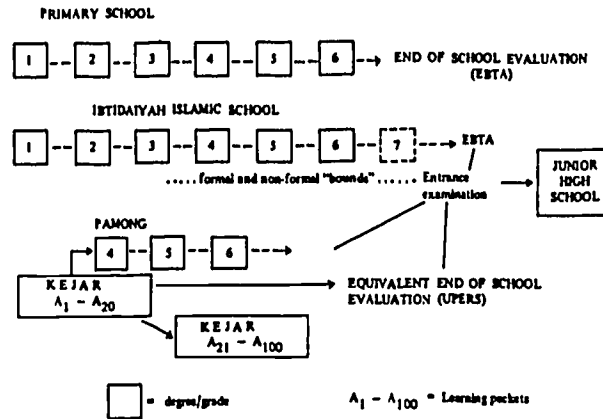 PRIMARY SCHOOL
1 2 3 4 5 6 END OF SCHOOL EVALUATION
(EBTA)
IBTIDAIYAH ISLAMIC SCHOOL
1 2 3 4 5 6 7 EBTA
..... formal and non-formal "bounds" ..... Entrance
examination
JUNIOR
HIGH
SCHOOL
PAMONG
4 5 6
KEJAR
A1 - A20
EQUIVALENT END OF SCHOOL
EVALUATION (UPERS)
KEJAR
A21 - A100
= degree/grade
A1 - A100 = Learning packets